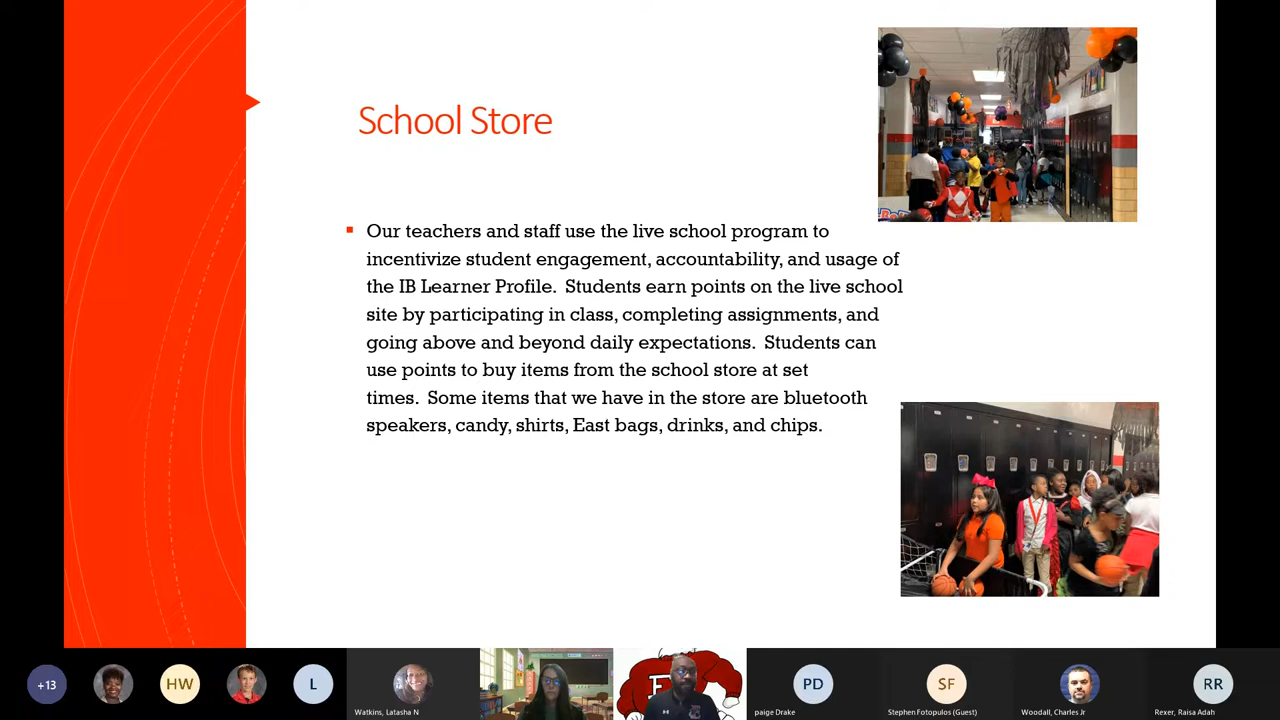 School Store
Our teachers and staff use the live school program to
incentivize student engagement, accountability, and usage of
the IB Learner Profile.  Students earn points on the live school
site by participating in class, completing assignments, and
going above and beyond daily expectations.  Students can
use points to buy items from the school store at set
times.  Some items that we have in the store are bluetooth
speakers, candy, shirts, East bags, drinks, and chips.
+13
HW
L
Watkins, Latasha N
PD
paige Drake
SF
Stephen Fotopulos (Guest)
Woodall, Charles Jr
RR
Rexer, Raisa Adah